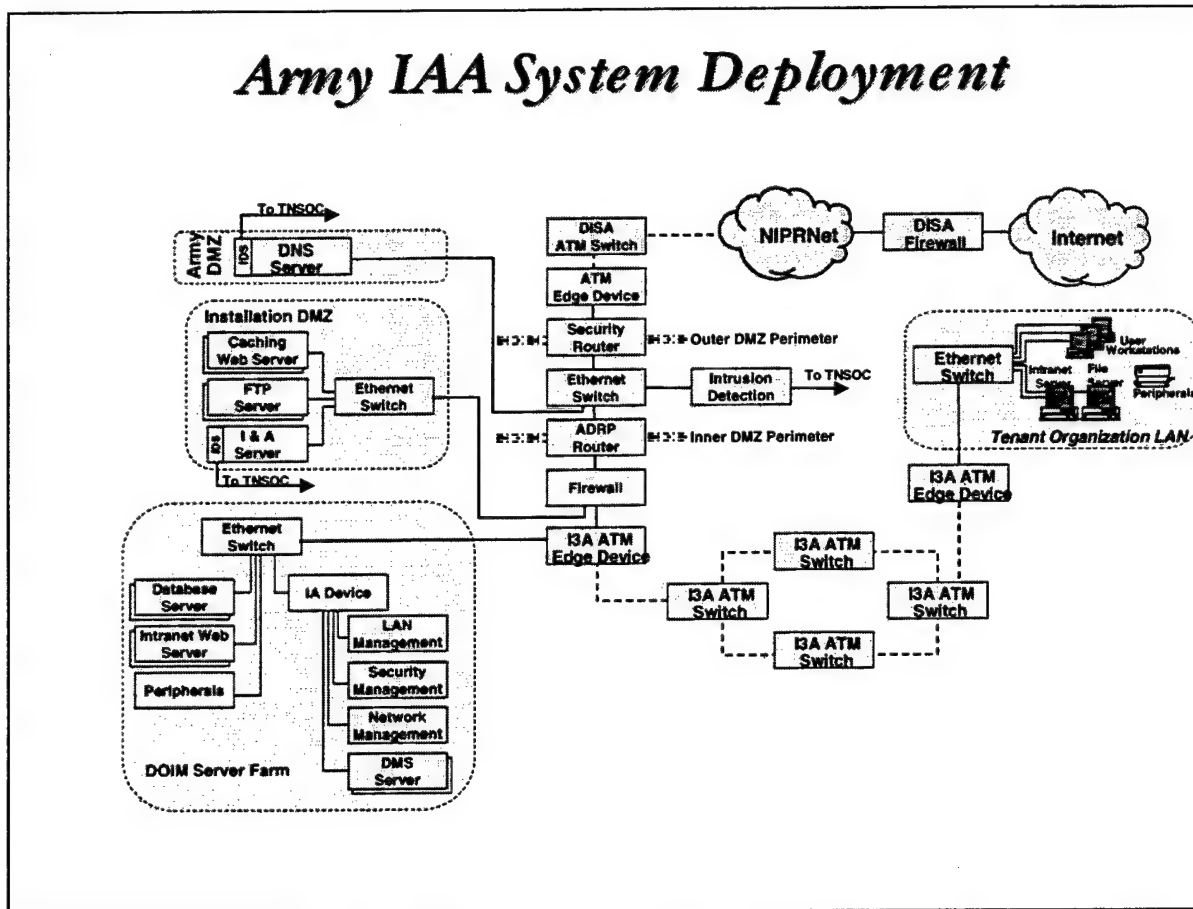 Army IAA System Deployment
To TNSOC
Army
DMZ
IDS
DNS
Server
Installation DMZ
Caching
Web Server
FTP
Server
Ethernet
Switch
IDS
I & A
Server
To TNSOC
DISA
ATM Switch
ATM
Edge Device
Security
Router
Outer DMZ Perimeter
Ethernet
Switch
Intrusion
Detection
To TNSOC
ADRP
Router
Inner DMZ Perimeter
Firewall
I3A ATM
Edge Device
NIPRNet
DISA
Firewall
Internet
Ethernet
Switch
User
Workstations
Intranet
Server
File
Server
Peripherals
Tenant Organization LAN
I3A ATM
Edge Device
I3A ATM
Switch
I3A ATM
Switch
I3A ATM
Switch
I3A ATM
Switch
Ethernet
Switch
Database
Server
IA Device
Intranet Web
Server
LAN
Management
Peripherals
Security
Management
Network
Management
DMS
Server
DOIM Server Farm